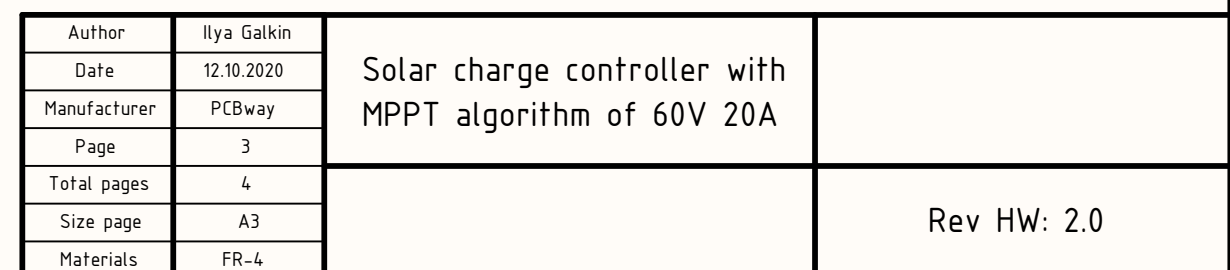 Author Ilya Galkin
Date 12.10.2020
Manufacturer PCBway
Page 3
Total pages 4
Size page A3
Materials FR-4
Solar charge controller with
MPPT algorithm of 60V 20A
Rev HW: 2.0